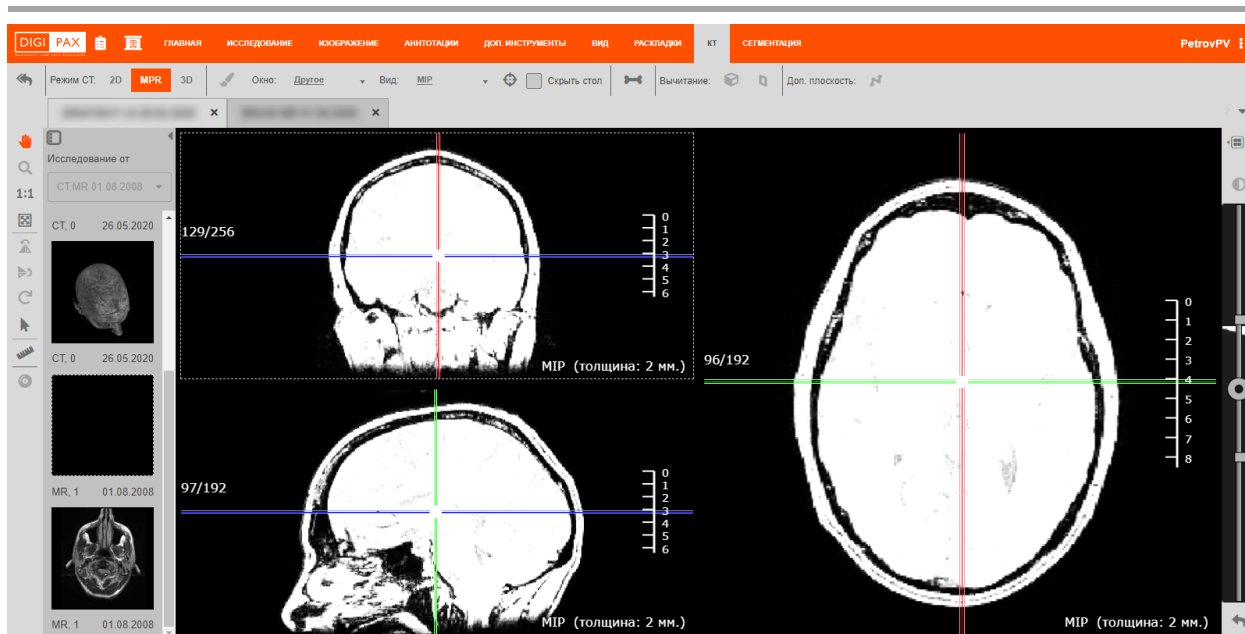 DIGI PAX
ГЛАВНАЯ ИССЛЕДОВАНИЕ ИЗОБРАЖЕНИЕ АННОТАЦИИ ДОП. ИНСТРУМЕНТЫ ВИД РАСКЛАДКИ КТ СЕГМЕНТАЦИЯ PetrovPV
Режим СТ: 2D MPR 3D Окно: Другое Вид: MIP Скрыть стол Вычитание: Доп. плоскость:
Исследование от
1:1
CT,MR 01.08.2008
CT, 0 26.05.2020
CT, 0 26.05.2020
MR, 1 01.08.2008
MR, 1 01.08.2008
129/256
0
1
2
3
4
5
6
MIP (толщина: 2 мм.)
97/192
0
1
2
3
4
5
6
MIP (толщина: 2 мм.)
96/192
0
1
2
3
4
5
6
7
8
MIP (толщина: 2 мм.)